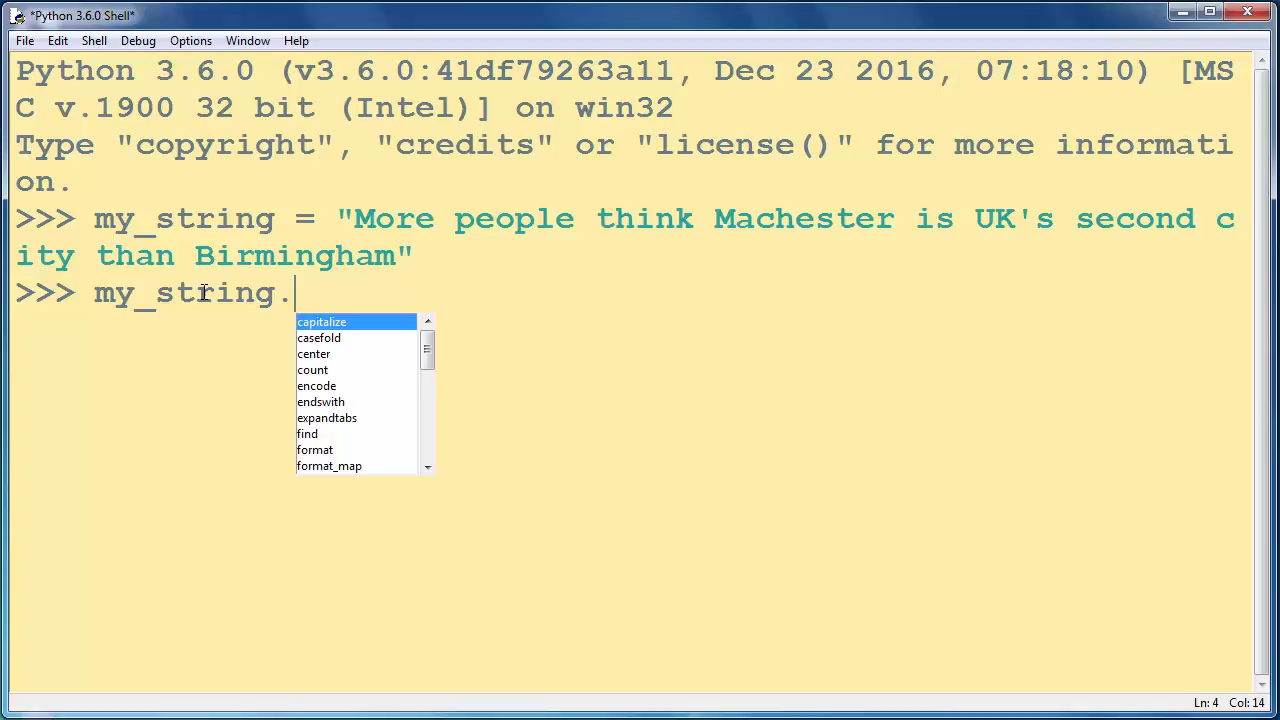 *Python 3.6.0 Shell*
File Edit Shell Debug Options Window Help
Python 3.6.0 (v3.6.0:41df79263a11, Dec 23 2016, 07:18:10) [MS
C v.1900 32 bit (Intel)] on win32
Type "copyright", "credits" or "license()" for more informati
on.
>>> my_string = "More people think Machester is UK's second c
ity than Birmingham"
>>> my_string.
capitalize
casefold
center
count
encode
endswith
expandtabs
find
format
format_map
Ln: 4 Col: 14